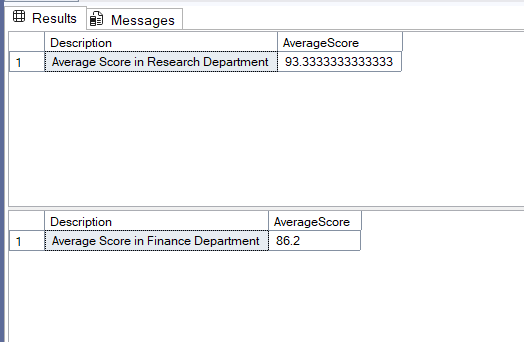 Results Messages
Description AverageScore
1 Average Score in Research Department 93.3333333333333
Description AverageScore
1 Average Score in Finance Department 86.2